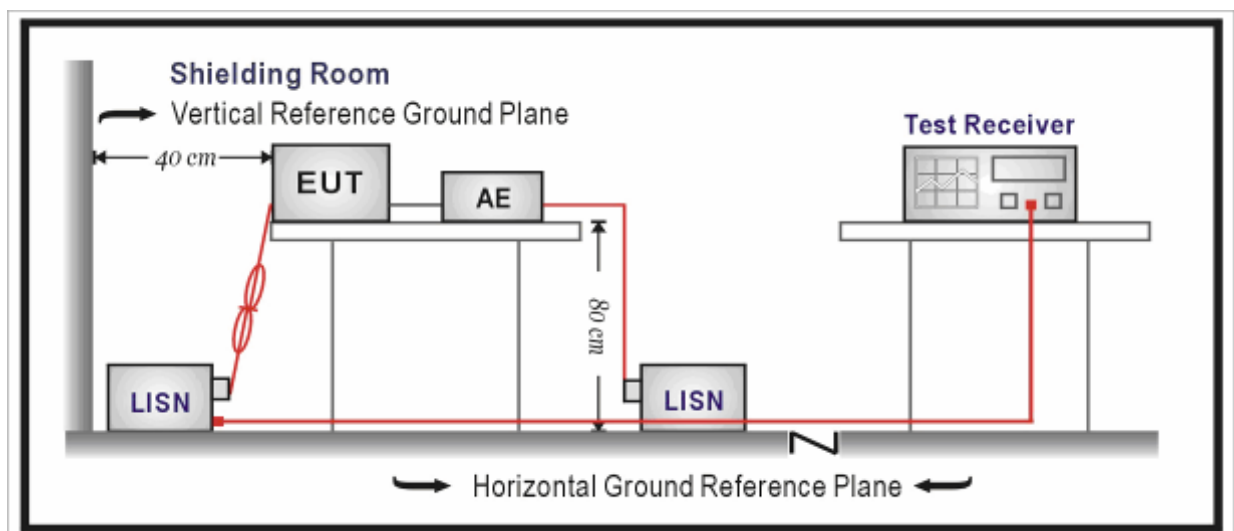 Shielding Room
Vertical Reference Ground Plane
Test Receiver
40 cm
EUT
AE
80 cm
LISN
LISN
Horizontal Ground Reference Plane